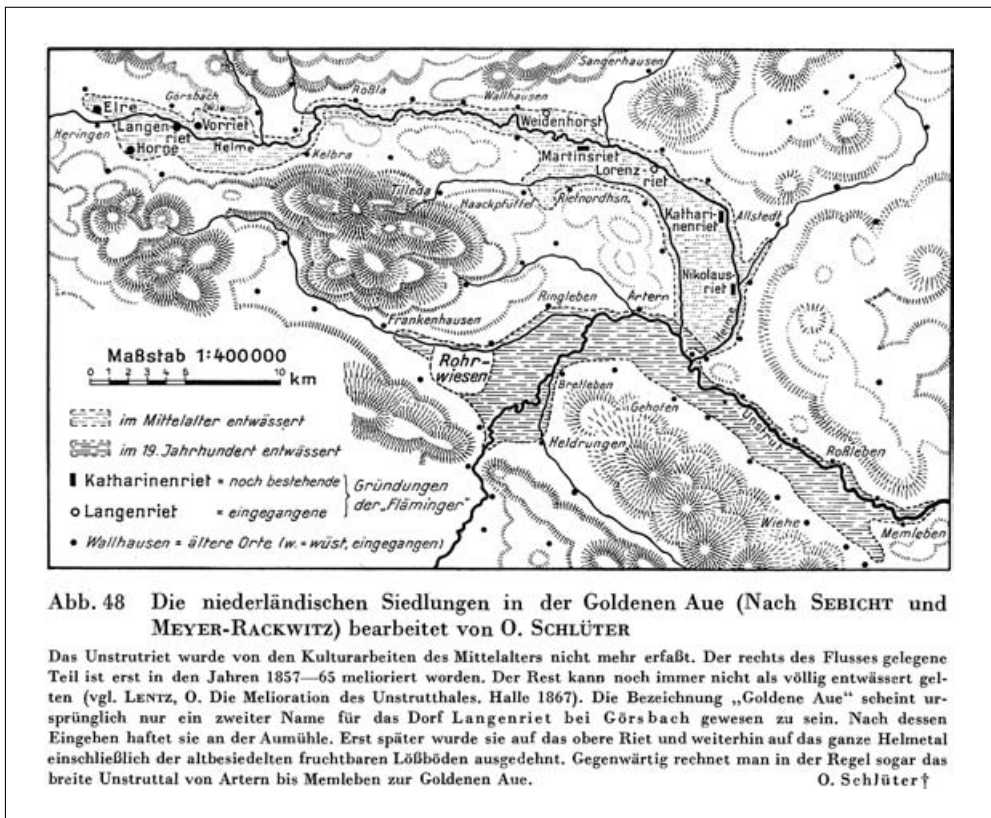 Sangerhausen
Roßla
Wallhausen
Görsbach
Elre
(w.)
Weidenhorst
Heringen
Langen-
riet
Vorriet
Horne
Helme
Kelbra
Martinsriet
Lorenz-
riet
Tilleda
Haackpfüffel
Rietnordhsn.
Kathari-
nenriet
Allstedt
Nikolaus-
riet
Helme
Ringleben
Artern
Frankenhausen
Maßstab 1:400000
0 1 2 3 4 5 10 km
Rohr-
wiesen
Bretleben
Gehofen
Unstrut
Heldrungen
Roßleben
Wiehe
Memleben
im Mittelalter entwässert
im 19. Jahrhundert entwässert
Katharinenriet = noch bestehende
Langenriet = eingegangene
Gründungen
der „Fläminger"
Wallhausen = ältere Orte (w. = wüst, eingegangen)
Abb. 48 Die niederländischen Siedlungen in der Goldenen Aue (Nach SEBICHT und
MEYER-RACKWITZ) bearbeitet von O. SCHLÜTER
Das Unstrutriet wurde von den Kulturarbeiten des Mittelalters nicht mehr erfaßt. Der rechts des Flusses gelegene
Teil ist erst in den Jahren 1857—65 melioriert worden. Der Rest kann noch immer nicht als völlig entwässert gel-
ten (vgl. LENTZ, O. Die Melioration des Unstrutthales. Halle 1867). Die Bezeichnung „Goldene Aue" scheint ur-
sprünglich nur ein zweiter Name für das Dorf Langenriet bei Görsbach gewesen zu sein. Nach dessen
Eingehen haftet sie an der Aumühle. Erst später wurde sie auf das obere Riet und weiterhin auf das ganze Helmetal
einschließlich der altbesiedelten fruchtbaren Lößböden ausgedehnt. Gegenwärtig rechnet man in der Regel sogar das
breite Unstruttal von Artern bis Memleben zur Goldenen Aue. O. Schlüter†